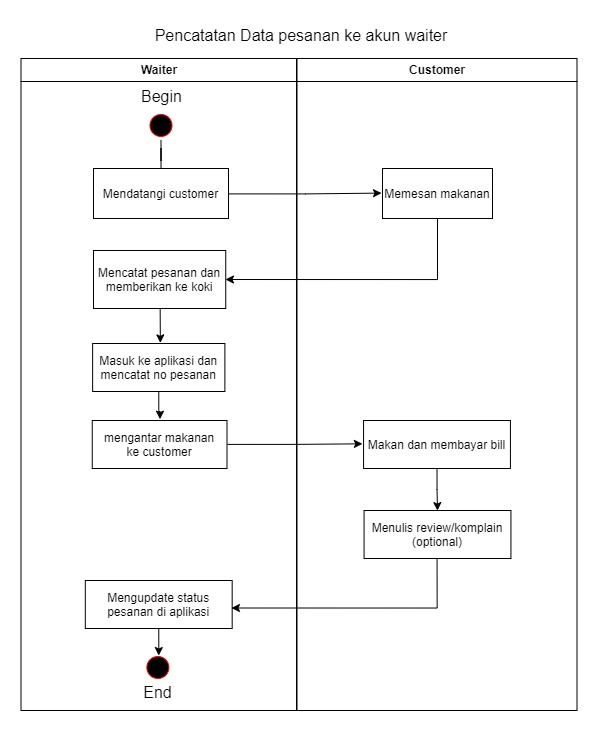 Pencatatan Data pesanan ke akun waiter
Waiter
Customer
Begin
Mendatangi customer
Memesan makanan
Mencatat pesanan dan
memberikan ke koki
Masuk ke aplikasi dan
mencatat no pesanan
mengantar makanan
ke customer
Makan dan membayar bill
Menulis review/komplain
(optional)
Mengupdate status
pesanan di aplikasi
End